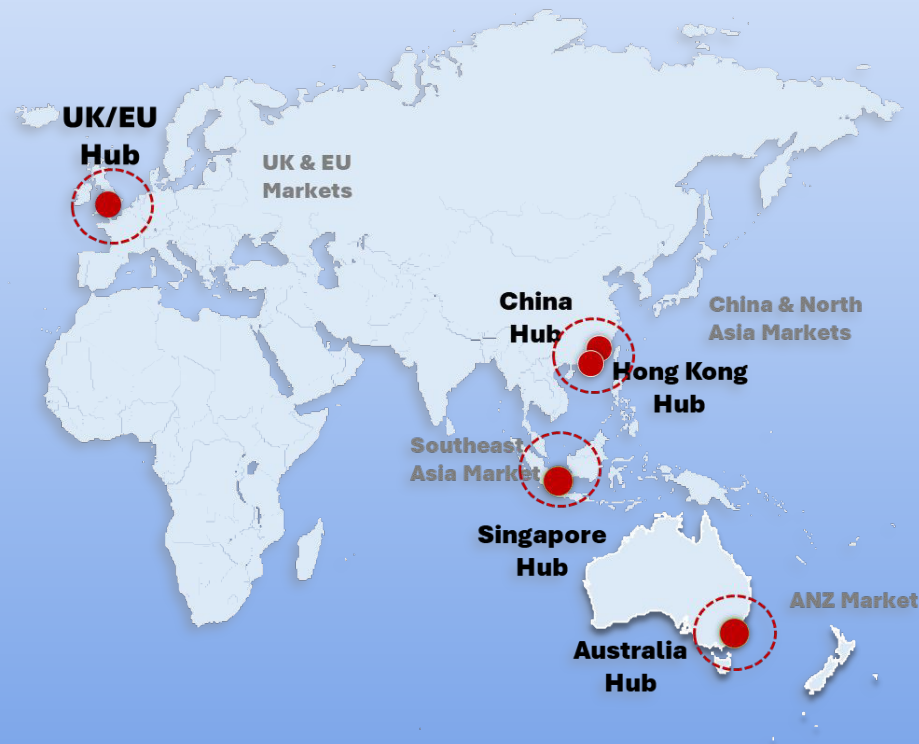 UK/EU
Hub
UK & EU
Markets
China
Hub
China & North
Asia Markets
Hong Kong
Hub
Southeast
Asia Market
Singapore
Hub
ANZ Market
Australia
Hub